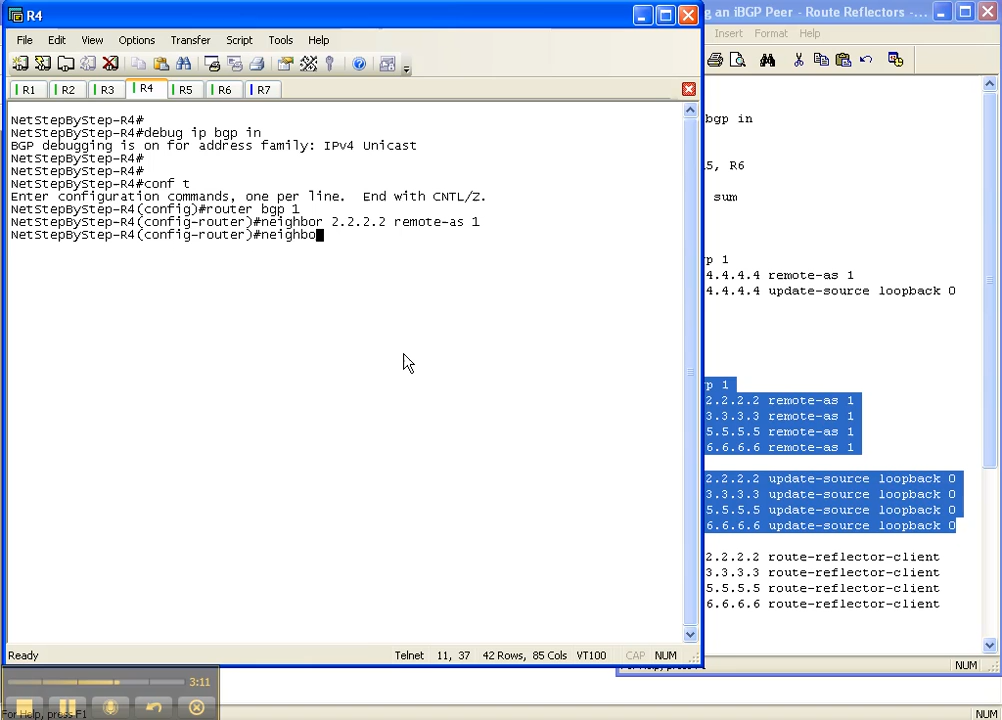 R4
File Edit View Options Transfer Script Tools Help
R1 R2 R3 R4 R5 R6 R7
NetStepByStep-R4#
NetStepByStep-R4#debug ip bgp in
BGP debugging is on for address family: IPv4 Unicast
NetStepByStep-R4#
NetStepByStep-R4#
NetStepByStep-R4#conf t
Enter configuration commands, one per line. End with CNTL/Z.
NetStepByStep-R4(config)#router bgp 1
NetStepByStep-R4(config-router)#neighbor 2.2.2.2 remote-as 1
NetStepByStep-R4(config-router)#neighbo
Ready Telnet 11, 37 42 Rows, 85 Cols VT100 CAP NUM
3:11
For Help, press F1
an iBGP Peer - Route Reflectors - ...
Insert Format Help
bgp in
5, R6
sum
p 1
4.4.4.4 remote-as 1
4.4.4.4 update-source loopback 0
p 1
2.2.2.2 remote-as 1
3.3.3.3 remote-as 1
5.5.5.5 remote-as 1
6.6.6.6 remote-as 1
2.2.2.2 update-source loopback 0
3.3.3.3 update-source loopback 0
5.5.5.5 update-source loopback 0
6.6.6.6 update-source loopback 0
2.2.2.2 route-reflector-client
3.3.3.3 route-reflector-client
5.5.5.5 route-reflector-client
6.6.6.6 route-reflector-client
NUM
NUM